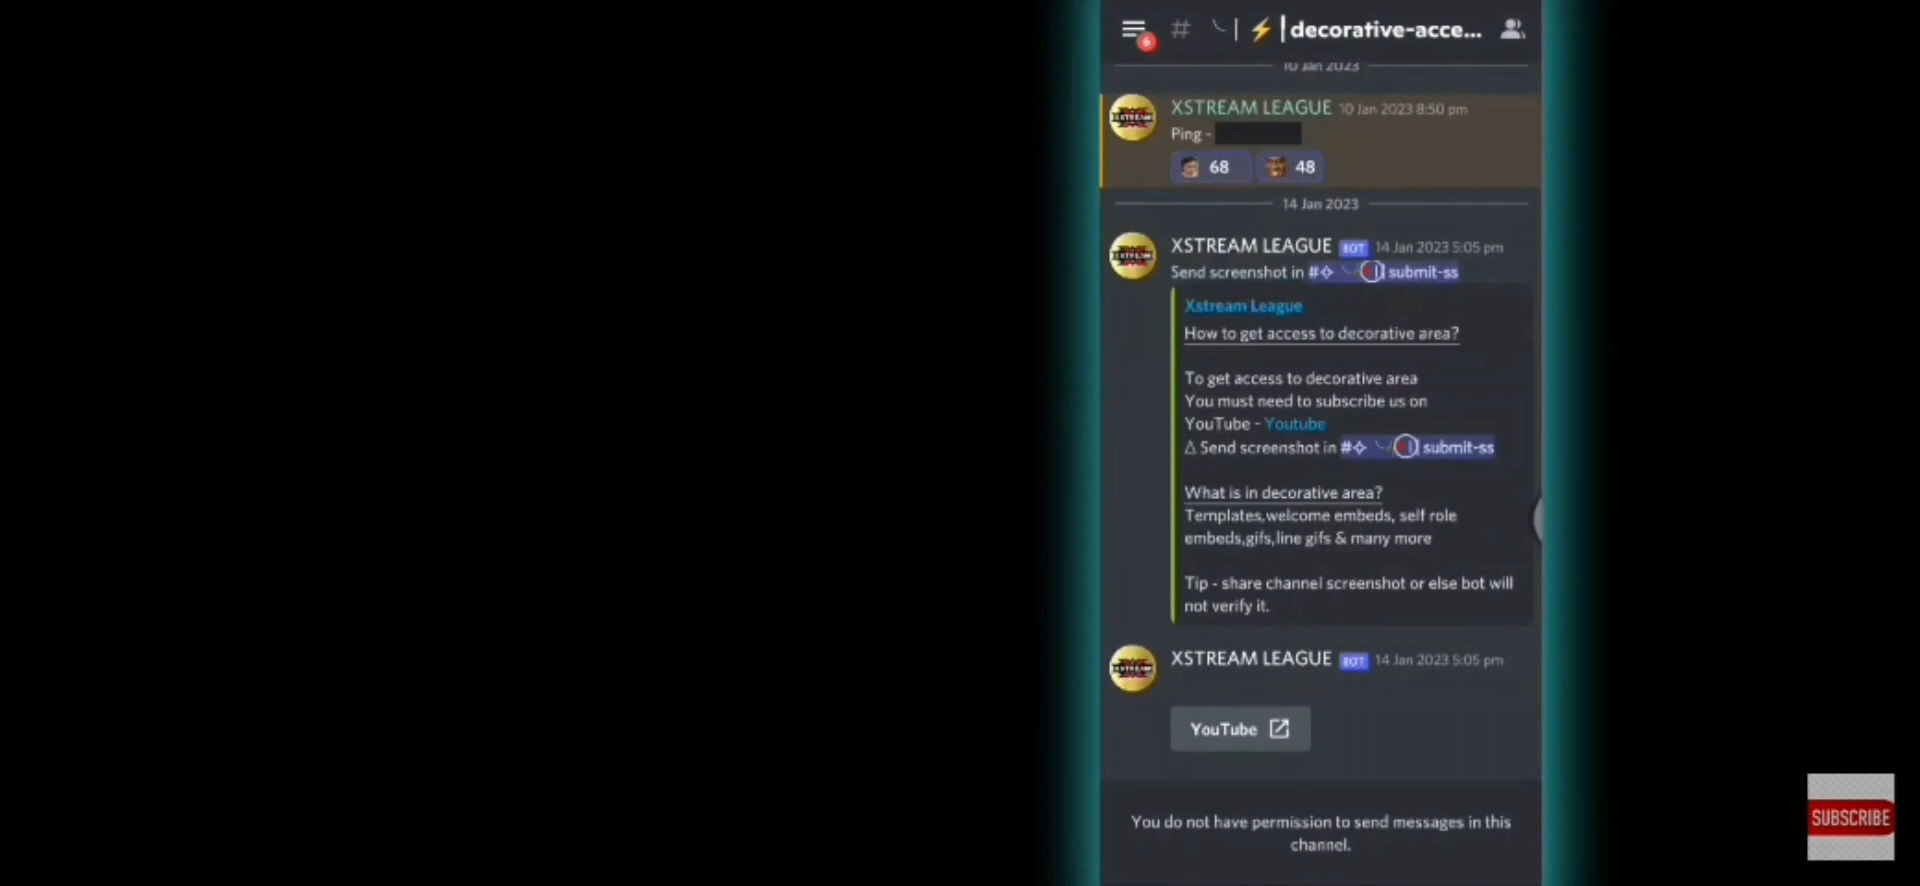 # ╰ | ⚡ | decorative-acce...
6
10 Jan 2023
XSTREAM LEAGUE 10 Jan 2023 8:50 pm
Ping -
68 48
14 Jan 2023
XSTREAM LEAGUE BOT 14 Jan 2023 5:05 pm
Send screenshot in #✧ submit-ss
Xstream League
How to get access to decorative area?
To get access to decorative area
You must need to subscribe us on
YouTube - Youtube
Δ Send screenshot in #✧ submit-ss
What is in decorative area?
Templates,welcome embeds, self role
embeds,gifs,line gifs & many more
Tip - share channel screenshot or else bot will
not verify it.
XSTREAM LEAGUE BOT 14 Jan 2023 5:05 pm
YouTube
You do not have permission to send messages in this
channel.
SUBSCRIBE